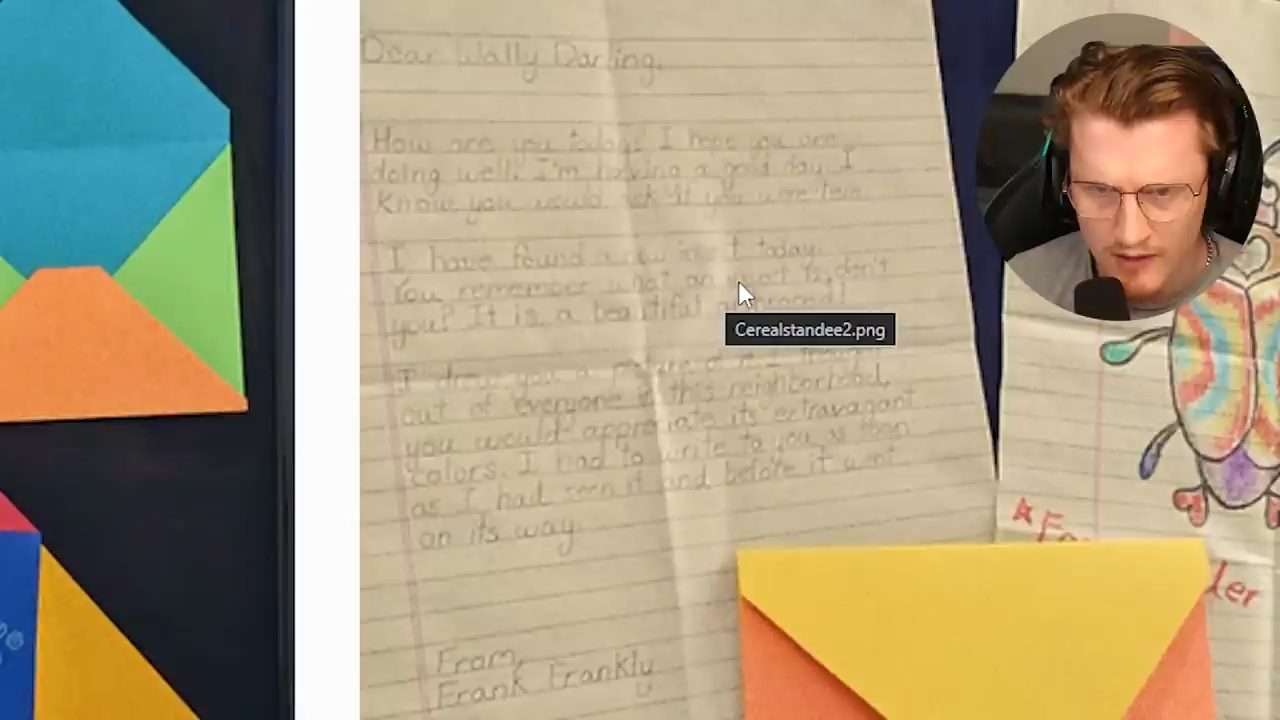 Dear Wally Darling,
How are you today? I hope you are
doing well! I'm having a good day. I
know you would ask if you were here.
I have found a new insect today.
You remember what an insect is, don't
you? It is a beautiful
Cerealstandee2.png
I drew you a picture of it. I thought
out of everyone in this neighborhood,
you would appreciate its extravagant
colors. I had to write to you as soon
as I had seen it and before it went
on its way.
From,
Frank Frankly